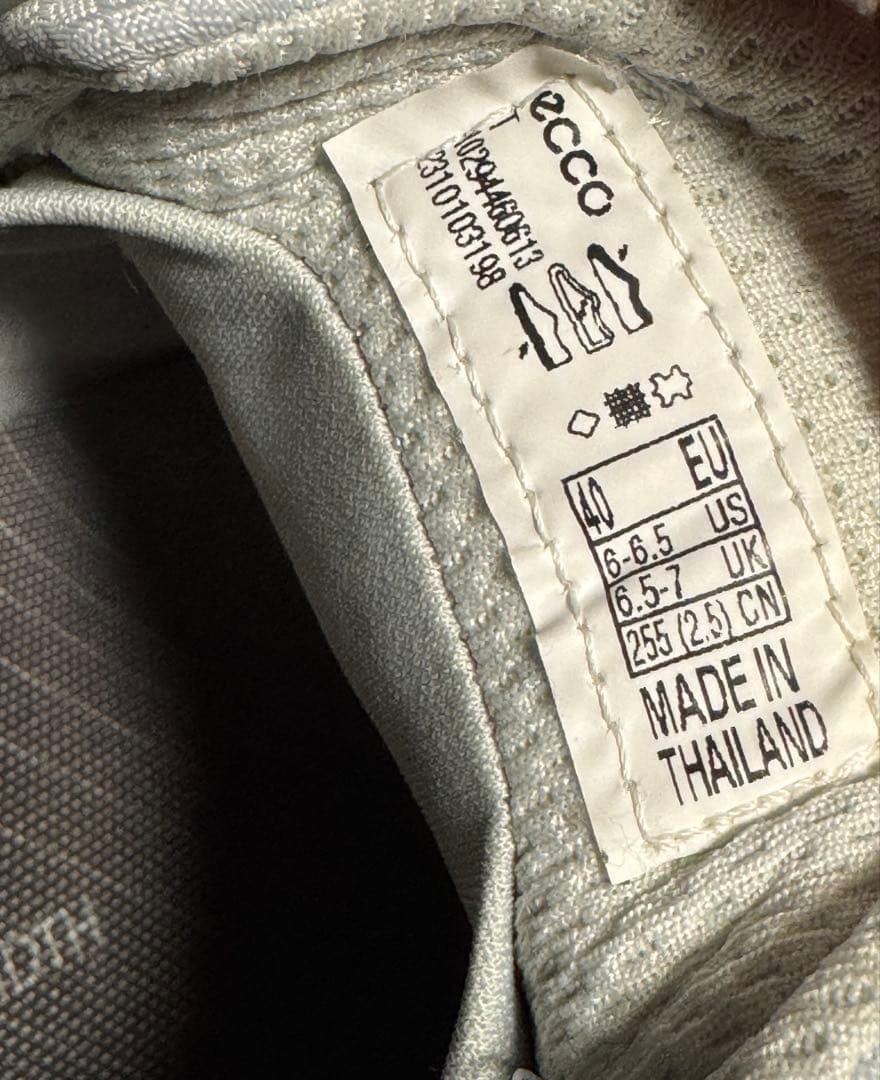 ecco
T
10294460613
2310103198
40 EU
6-6.5 US
6.5-7 UK
255 (2.5) CN
MADE IN
THAILAND